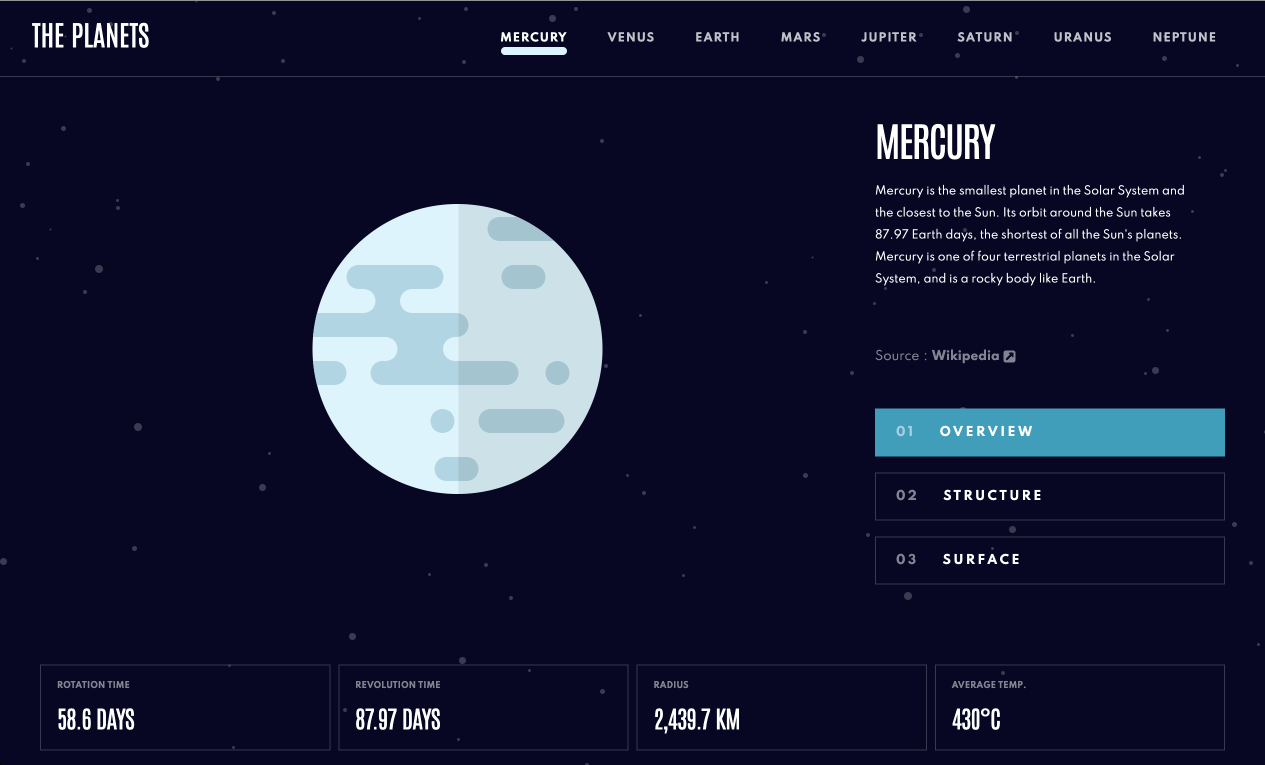 THE PLANETS
MERCURY VENUS EARTH MARS JUPITER SATURN URANUS NEPTUNE
MERCURY
Mercury is the smallest planet in the Solar System and
the closest to the Sun. Its orbit around the Sun takes
87.97 Earth days, the shortest of all the Sun's planets.
Mercury is one of four terrestrial planets in the Solar
System, and is a rocky body like Earth.
Source : Wikipedia
01 OVERVIEW
02 STRUCTURE
03 SURFACE
ROTATION TIME
58.6 DAYS
REVOLUTION TIME
87.97 DAYS
RADIUS
2,439.7 KM
AVERAGE TEMP.
430°C